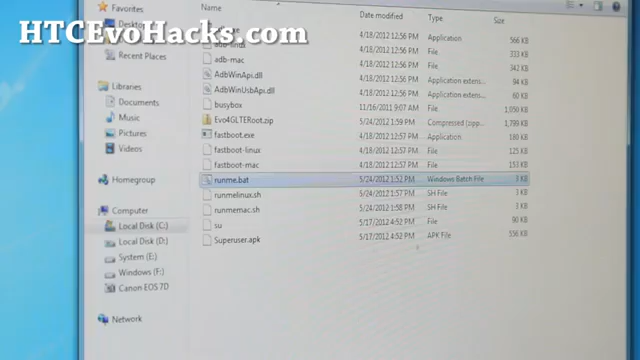 Favorites
Name
Date modified
Type
Size
HTCEvoHacks.com
Desktop
4/18/2012 12:56 PM
Application
566 KB
adb-linux
4/18/2012 12:56 PM
File
333 KB
Recent Places
adb-mac
4/18/2012 12:56 PM
File
342 KB
AdbWinApi.dll
4/18/2012 12:56 PM
Application extens...
94 KB
Libraries
AdbWinUsbApi.dll
4/18/2012 12:56 PM
Application extens...
60 KB
Documents
busybox
11/16/2011 9:07 AM
File
1,050 KB
Music
Evo4GLTERoot.zip
5/24/2012 1:59 PM
Compressed (zipp...
1,799 KB
Pictures
fastboot.exe
4/18/2012 12:57 PM
Application
180 KB
Videos
fastboot-linux
4/18/2012 12:57 PM
File
125 KB
fastboot-mac
4/18/2012 12:57 PM
File
153 KB
Homegroup
runme.bat
5/24/2012 1:52 PM
Windows Batch File
3 KB
runmelinux.sh
5/24/2012 1:57 PM
SH File
3 KB
Computer
runmemac.sh
5/24/2012 1:58 PM
SH File
3 KB
Local Disk (C:)
su
5/17/2012 4:52 PM
File
90 KB
Local Disk (D:)
Superuser.apk
5/17/2012 4:52 PM
APK File
556 KB
System (E:)
Windows (F:)
Canon EOS 7D
Network